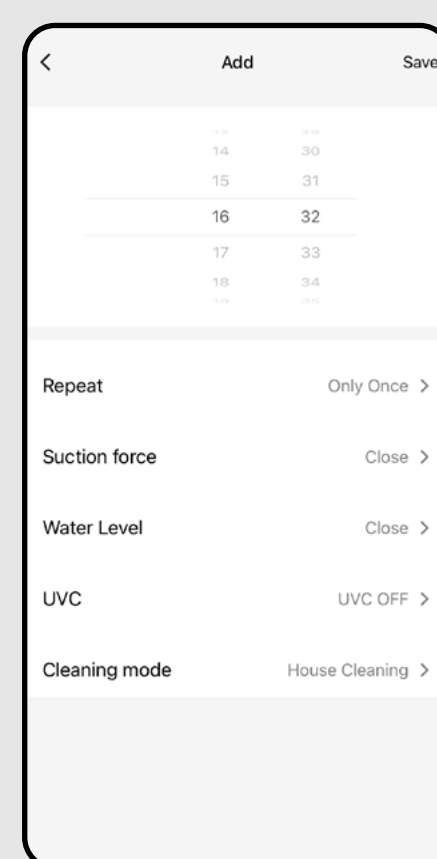 Add Save
14 30
15 31
16 32
17 33
18 34
Repeat Only Once
Suction force Close
Water Level Close
UVC UVC OFF
Cleaning mode House Cleaning